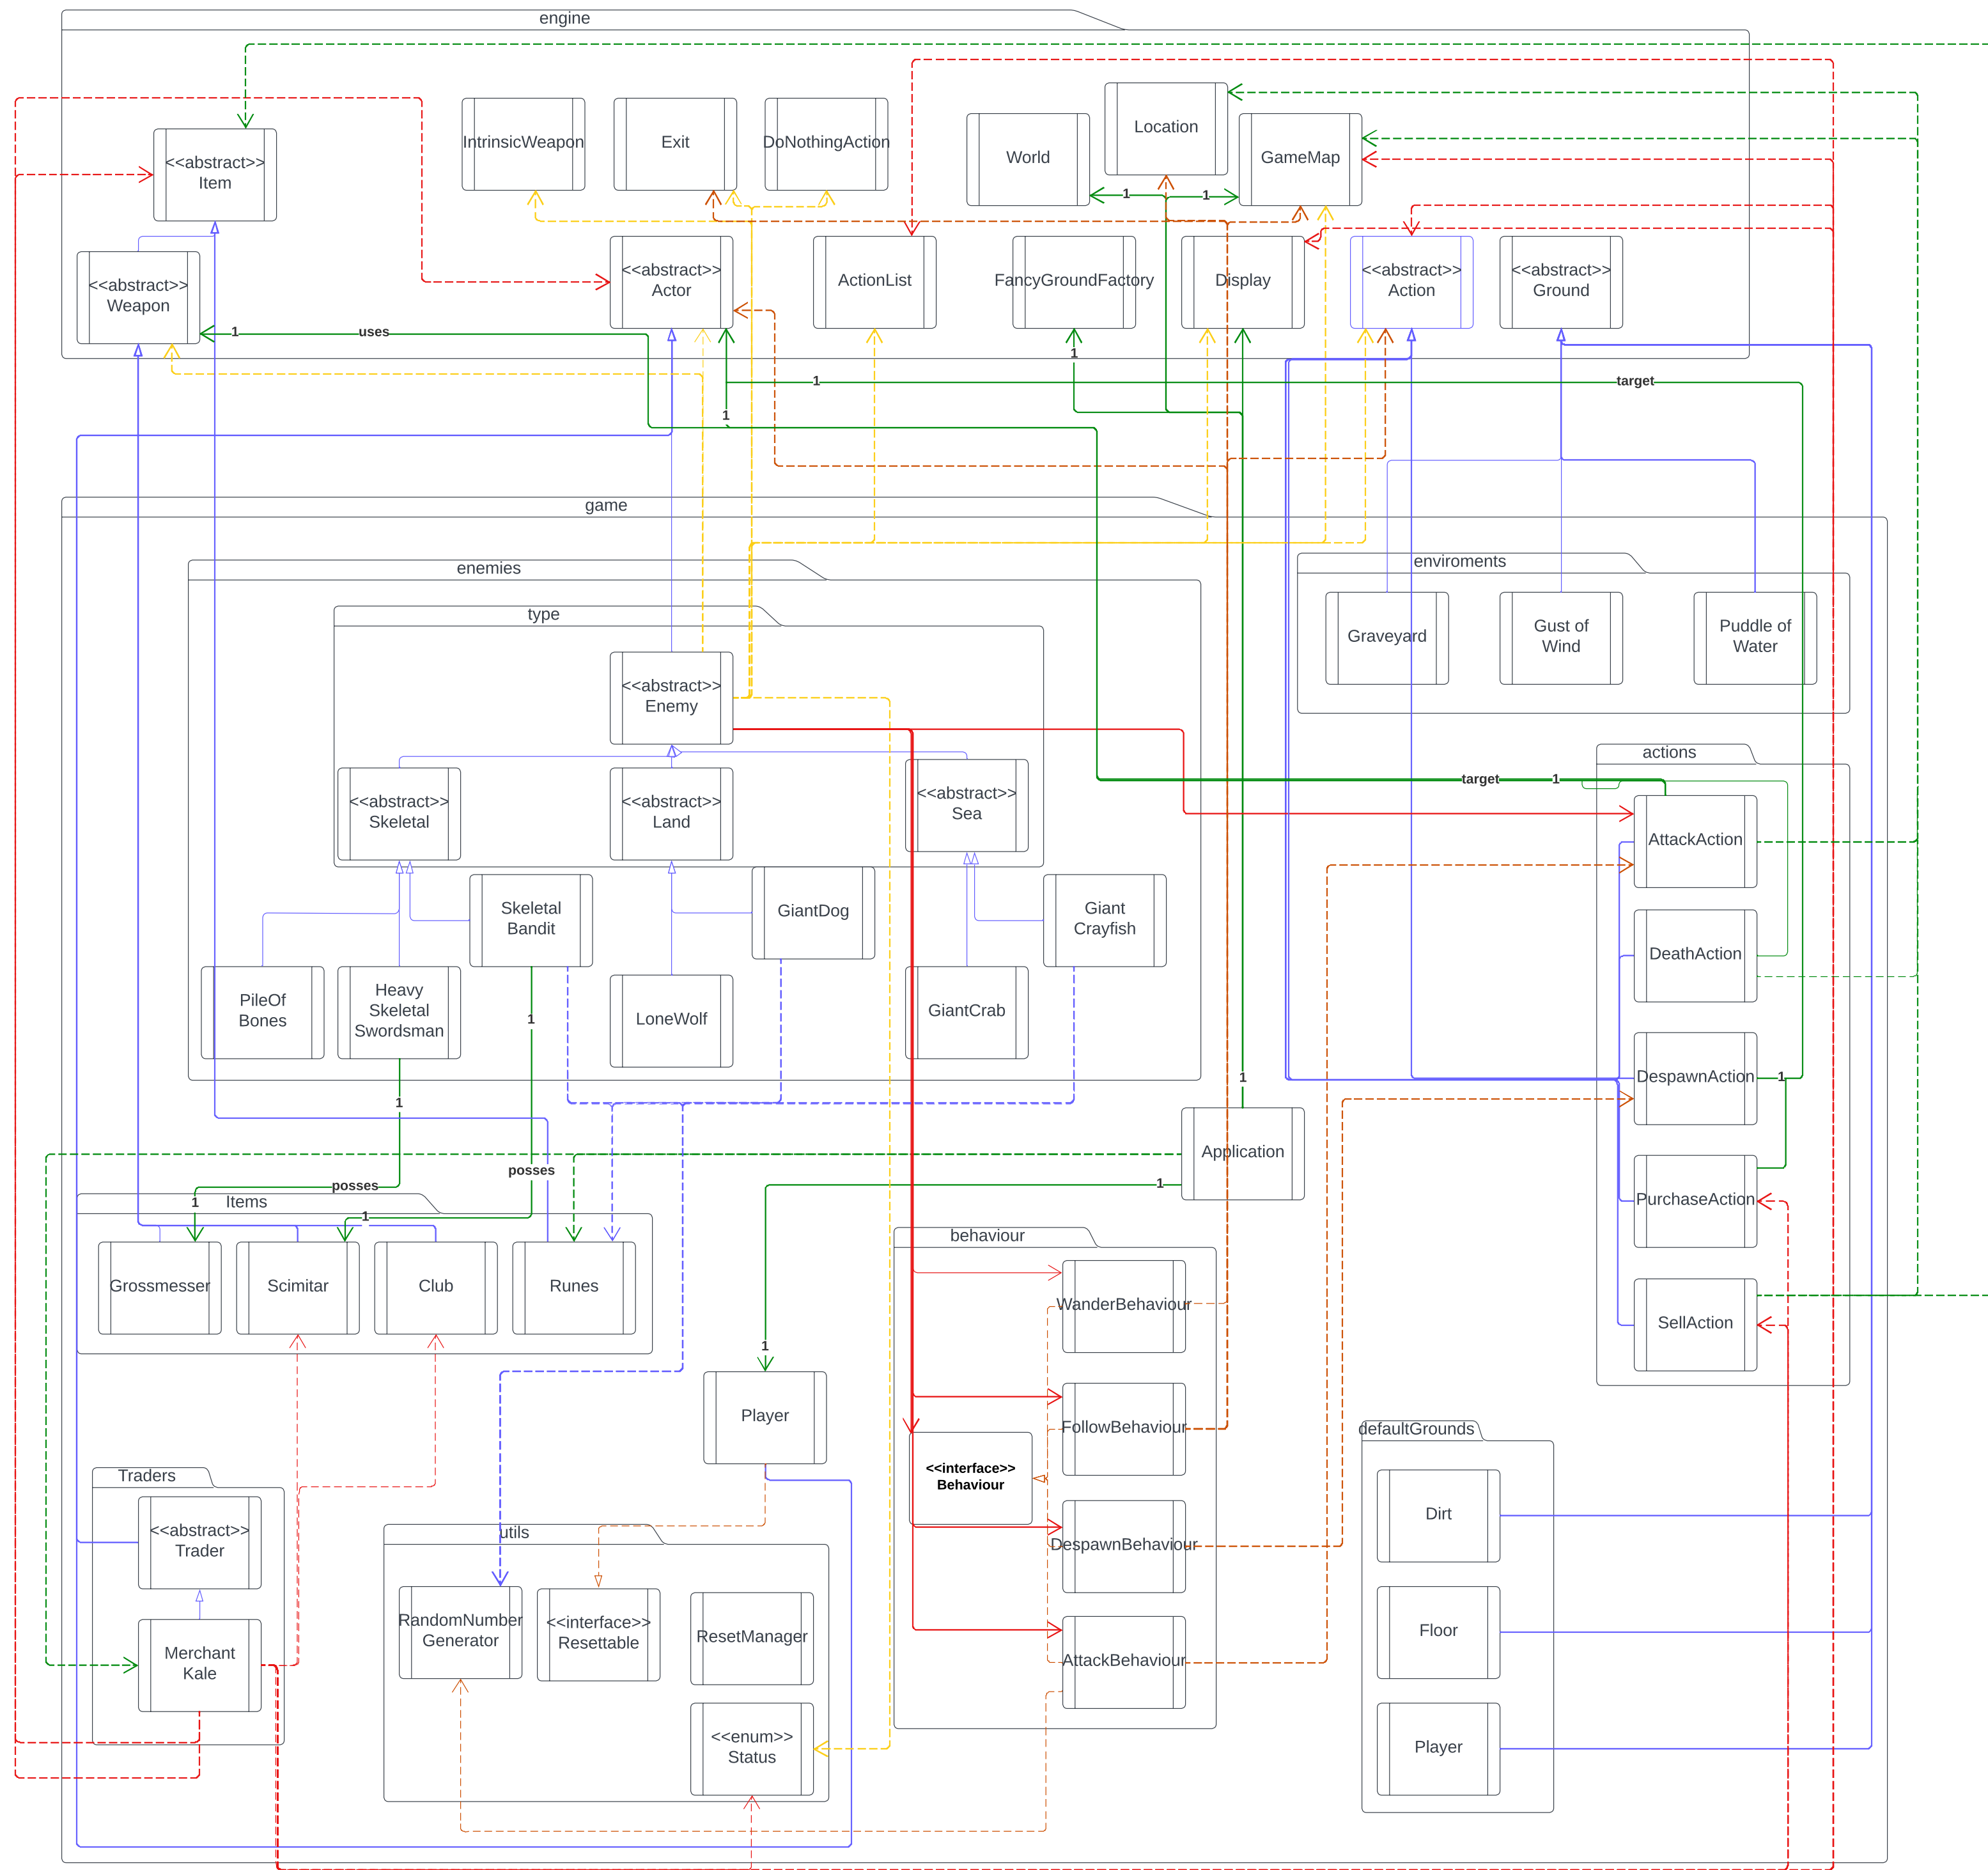 engine
Location
IntrinsicWeapon
Exit
DoNothingAction
World
GameMap
<<abstract>>
Item
1
1
<<abstract>>
Weapon
<<abstract>>
Actor
ActionList
FancyGroundFactory
Display
<<abstract>>
Action
<<abstract>>
Ground
1
uses
1
1
target
1
game
enemies
enviroments
type
Graveyard
Gust of
Wind
Puddle of
Water
<<abstract>>
Enemy
actions
target
1
<<abstract>>
Skeletal
<<abstract>>
Land
<<abstract>>
Sea
AttackAction
Skeletal
Bandit
GiantDog
Giant
Crayfish
DeathAction
PileOf
Bones
Heavy
Skeletal
Swordsman
LoneWolf
GiantCrab
1
DespawnAction
1
1
1
Application
posses
posses
1
PurchaseAction
Items
1
1
behaviour
Grossmesser
Scimitar
Club
Runes
WanderBehaviour
SellAction
1
Player
FollowBehaviour
defaultGrounds
<<interface>>
Behaviour
Traders
Dirt
<<abstract>>
Trader
utils
DespawnBehaviour
RandomNumber
Generator
<<interface>>
Resettable
ResetManager
Floor
Merchant
Kale
AttackBehaviour
<<enum>>
Status
Player